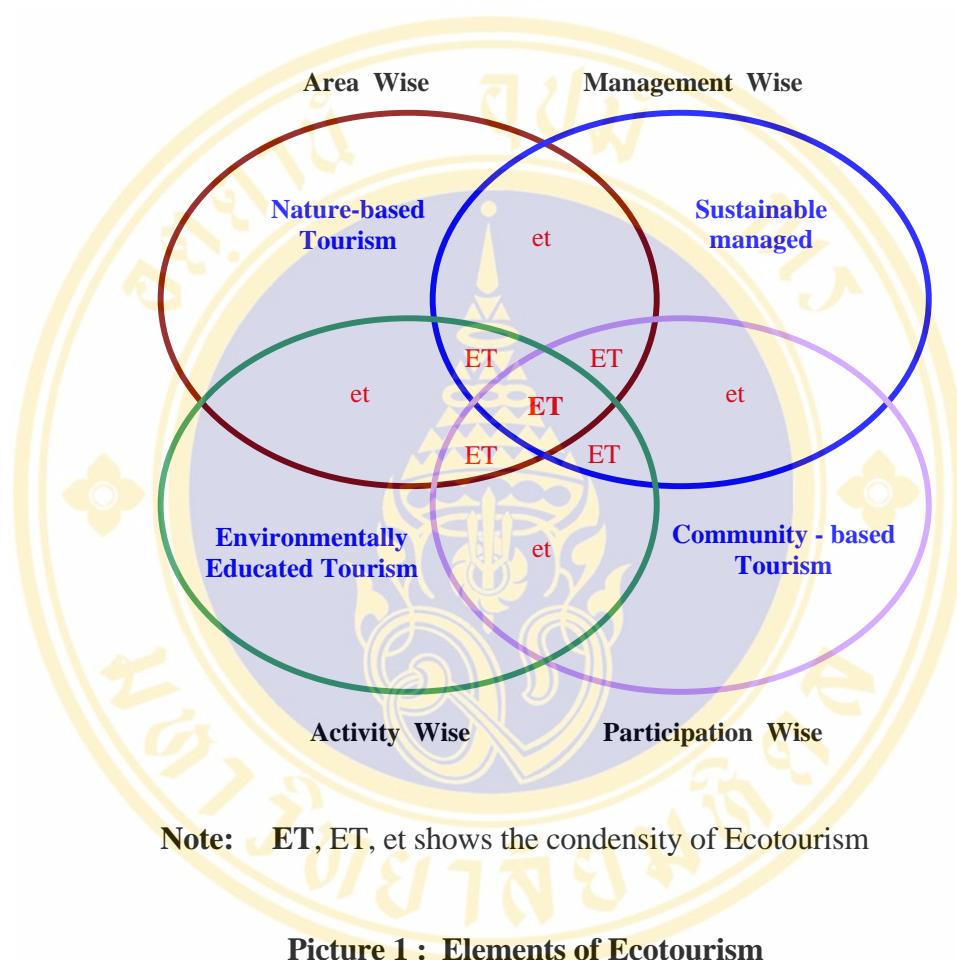 Area Wise
Management Wise
Nature-based
Tourism
Sustainable
managed
et
ET
ET
et
ET
et
ET
ET
Environmentally
Educated Tourism
et
Community - based
Tourism
Activity Wise
Participation Wise
Note: ET, ET, et shows the condensity of Ecotourism
Picture 1 : Elements of Ecotourism